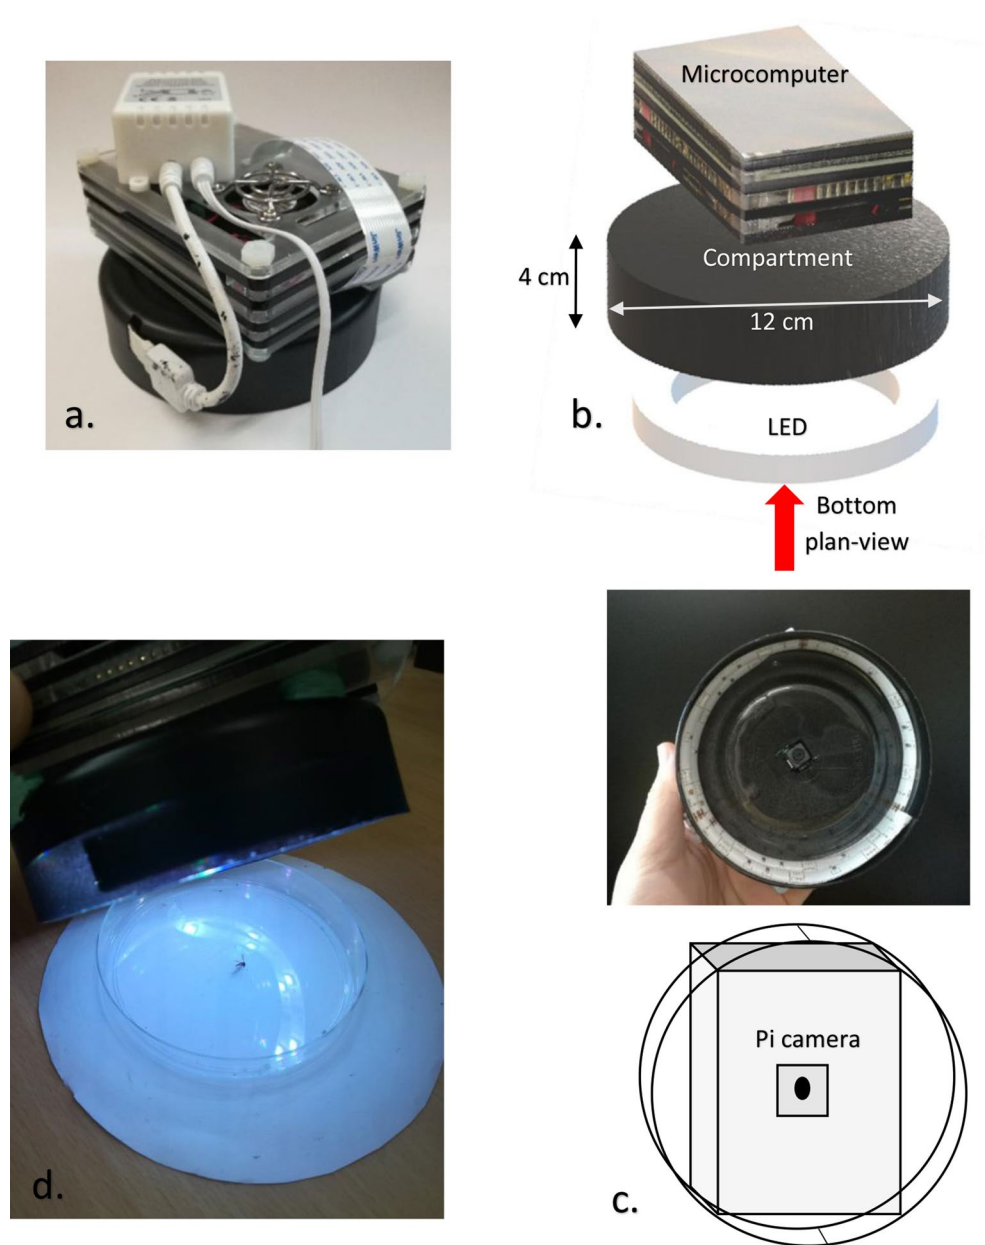 a.
Microcomputer
Compartment
4 cm
12 cm
b.
LED
Bottom
plan-view
Pi camera
c.
d.